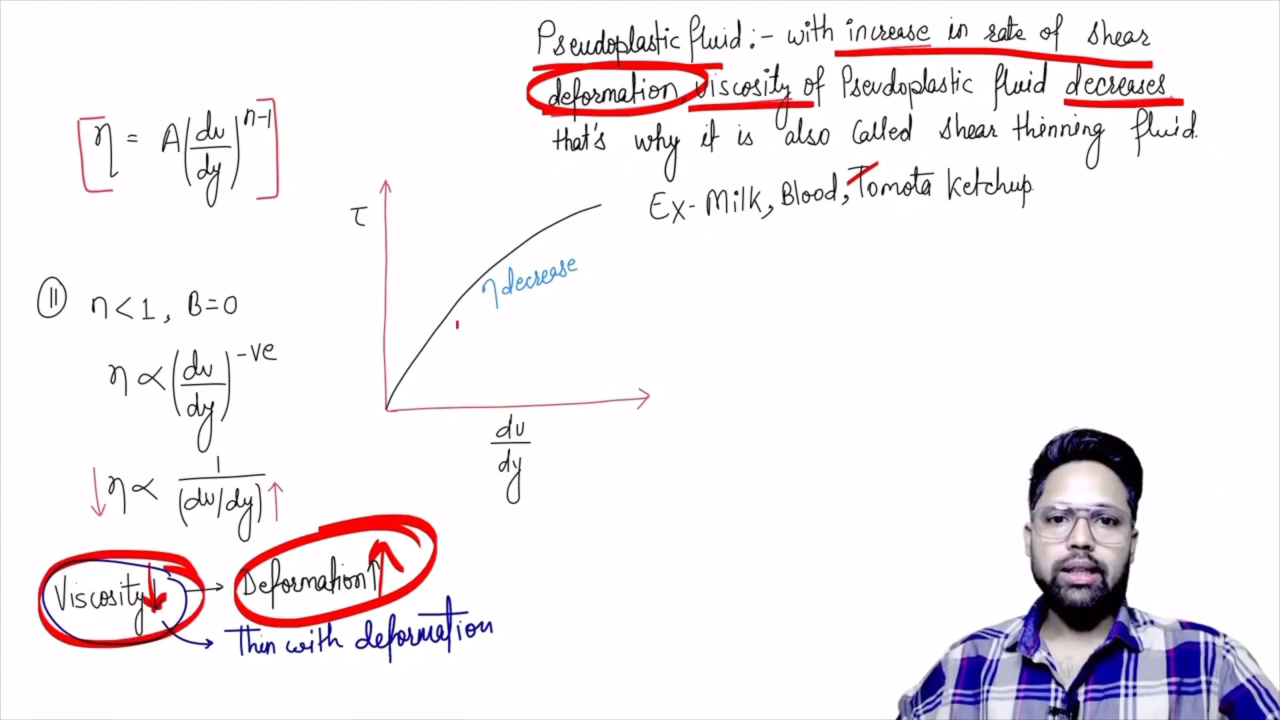 Pseudoplastic fluid:- with increase in rate of shear
deformation, viscosity of Pseudoplastic fluid decreases
that's why it is also called shear thinning fluid.
Ex- Milk, Blood, Tomota Ketchup
η = A(du/dy)^n-1
τ
η decrease
du/dy
II
n < 1, B=0
η ∝ (du/dy)^-ve
↓ η ∝ 1/(du/dy) ↑
Viscosity ↓ → Deformation ↑
→ Thin with deformation